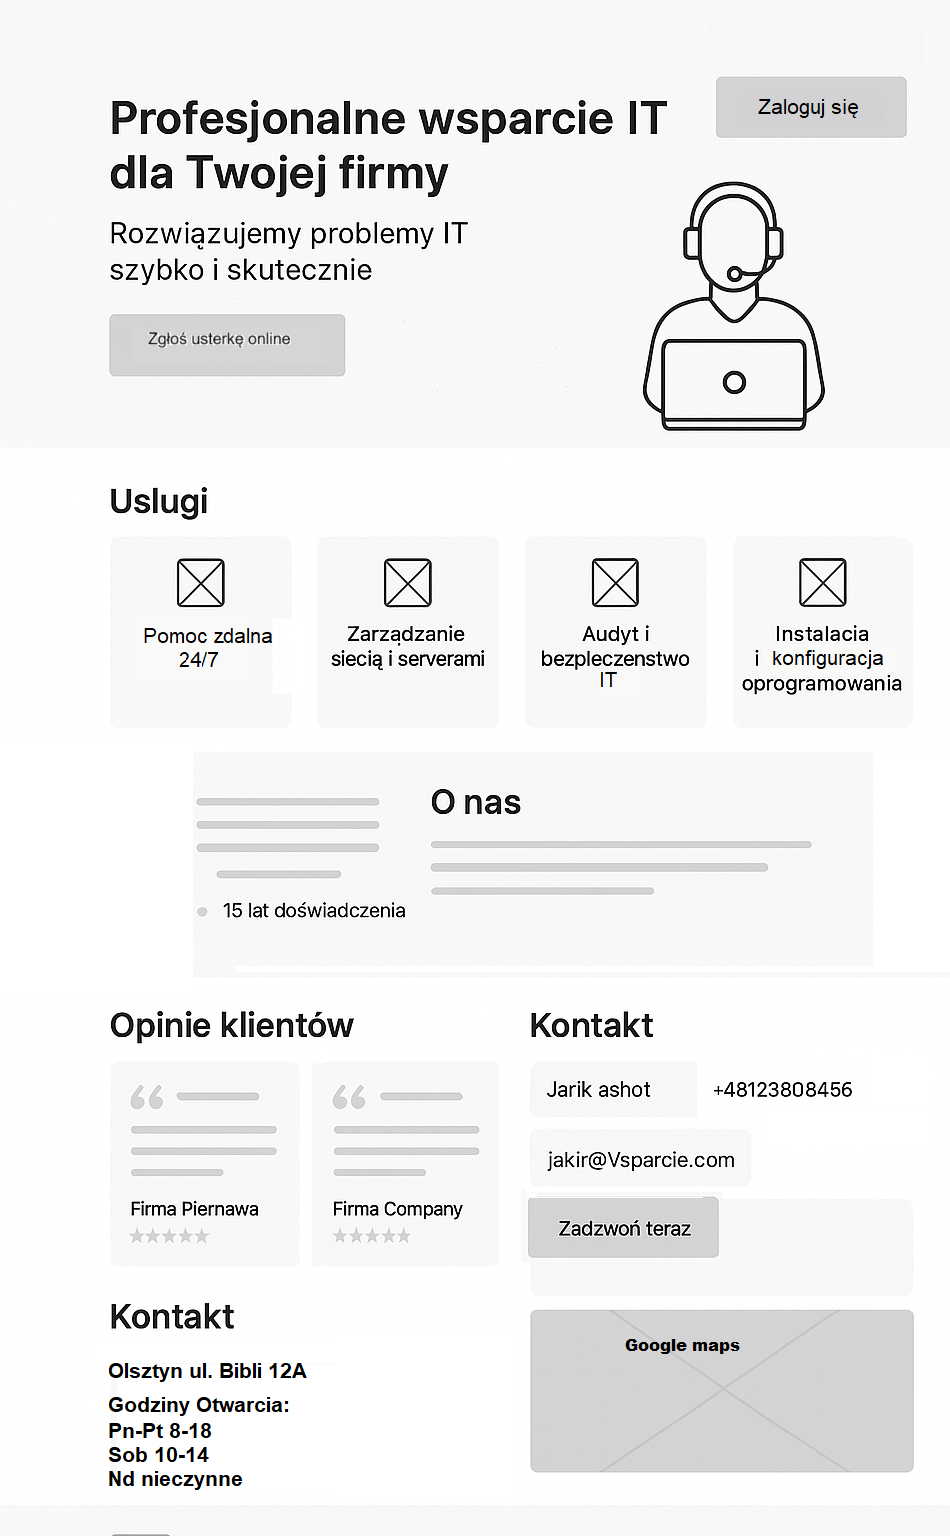 Zaloguj się
Profesjonalne wsparcie IT
dla Twojej firmy
Rozwiązujemy problemy IT
szybko i skutecznie
Zgłoś usterkę online
Uslugi
Pomoc zdalna
24/7
Zarządzanie
siecią i serverami
Audyt i
bezpleczenstwo
IT
Instalacia
i konfiguracja
oprogramowania
O nas
15 lat doświadczenia
Opinie klientów
Firma Piernawa
Firma Company
Kontakt
Jarik ashot
+48123808456
jakir@Vsparcie.com
Zadzwoń teraz
Google maps
Kontakt
Olsztyn ul. Bibli 12A
Godziny Otwarcia:
Pn-Pt 8-18
Sob 10-14
Nd nieczynne